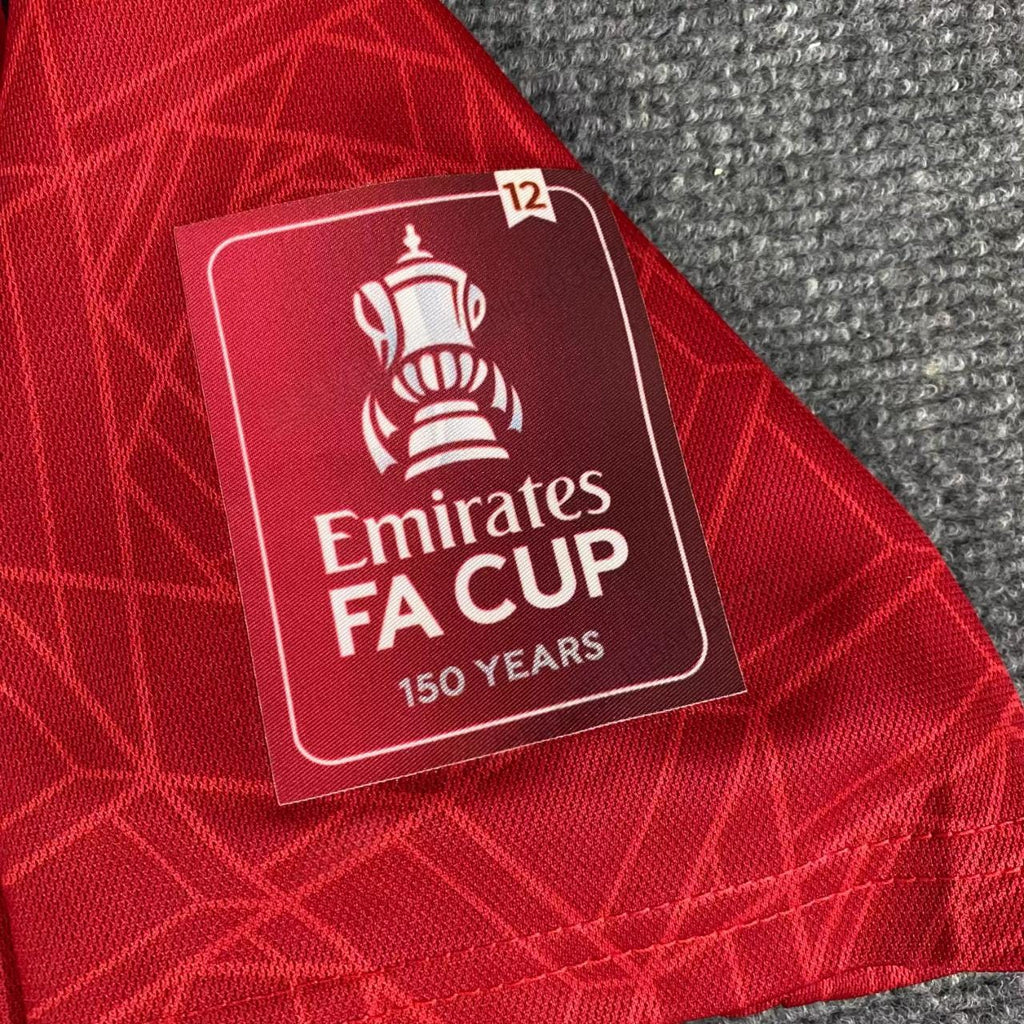 12
Emirates
FA CUP
150 YEARS